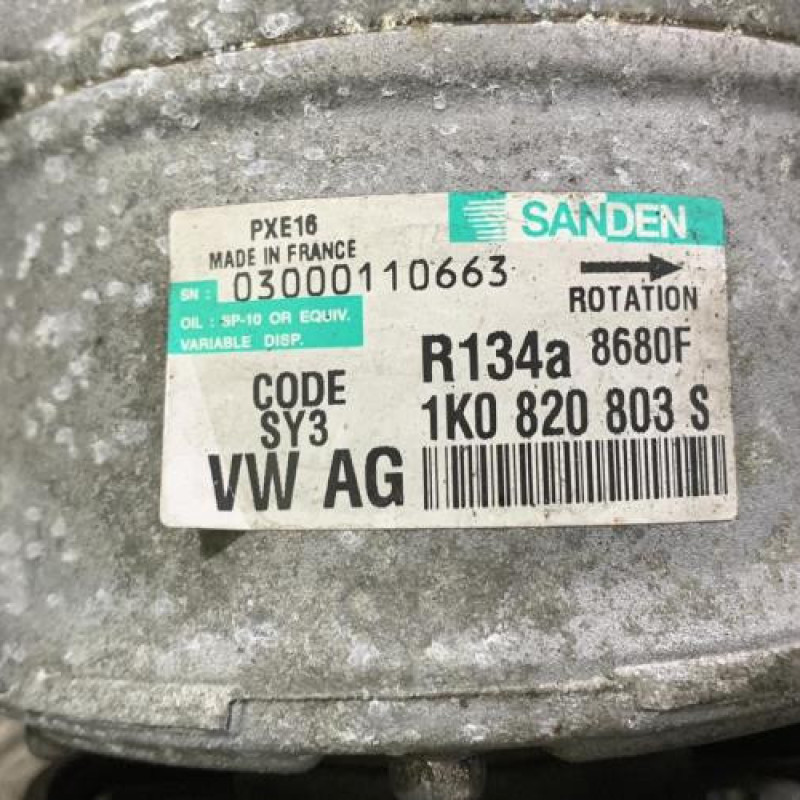 SANDEN
PXE16
MADE IN FRANCE
SN : 03000110663
ROTATION
OIL : SP-10 OR EQUIV.
VARIABLE DISP.
R134a 8680F
CODE
SY3
1K0 820 803 S
VW AG